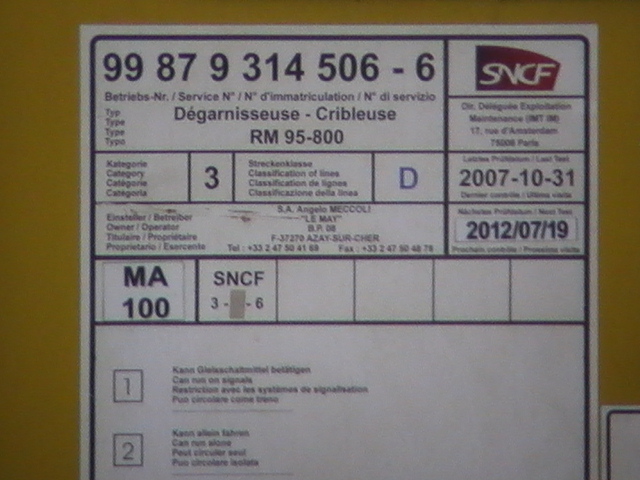 99 87 9 314 506 - 6
SNCF
Betriebs-Nr. / Service N° / N° d'immatriculation / N° di servizio
Typ
Type
Type
Typo
Dégarnisseuse - Cribleuse
RM 95-800
Dir. Déléguée Exploitation
Maintenance (IMT IM)
17, rue d'Amsterdam
75008 Paris
Kategorie
Category
Catégorie
Categoria
3
Streckenklasse
Classification of lines
Classification de lignes
Classificazione della linea
D
Letztes Prüfdatum / Last Test
2007-10-31
Dernier contrôle / Ultima visita
Einsteller / Betreiber
Owner / Operator
Titulaire / Propriétaire
Proprietario / Esercente
S.A. Angelo MECCOLI
"LE MAY"
B.P. 08
F-37270 AZAY-SUR-CHER
Tel : +33 2 47 50 41 69 Fax : +33 2 47 50 48 78
Nächstes Prüfdatum / Next Test
2012/07/19
Prochain contrôle / Prossima visita
MA
100
SNCF
3 - - 6
1
Kann Gleisschaltmittel betätigen
Can run on signals
Restriction avec les systèmes de signalisation
Puo circolare come treno
2
Kann allein fahren
Can run alone
Peut circuler seul
Puo circolare isolata